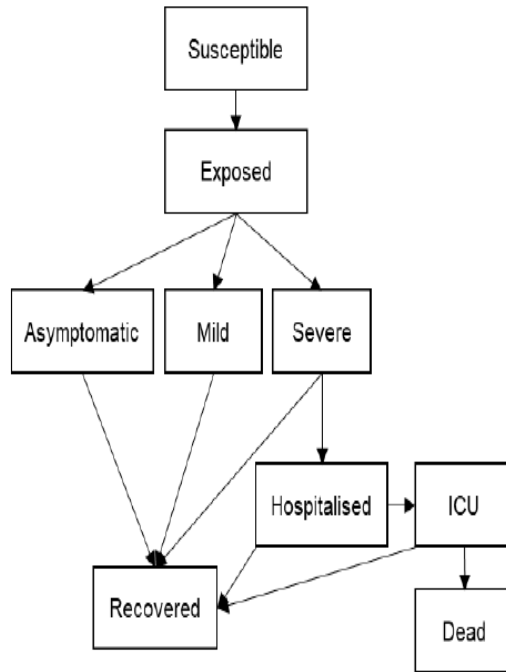 Susceptible
Exposed
Asymptomatic
Mild
Severe
Hospitalised
ICU
Recovered
Dead